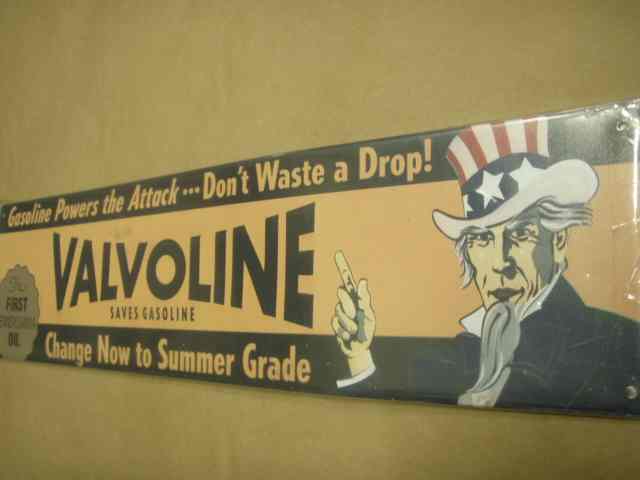 Gasoline Powers the Attack ... Don't Waste a Drop!
VALVOLINE
SAVES GASOLINE
FIRST
OIL
Change Now to Summer Grade